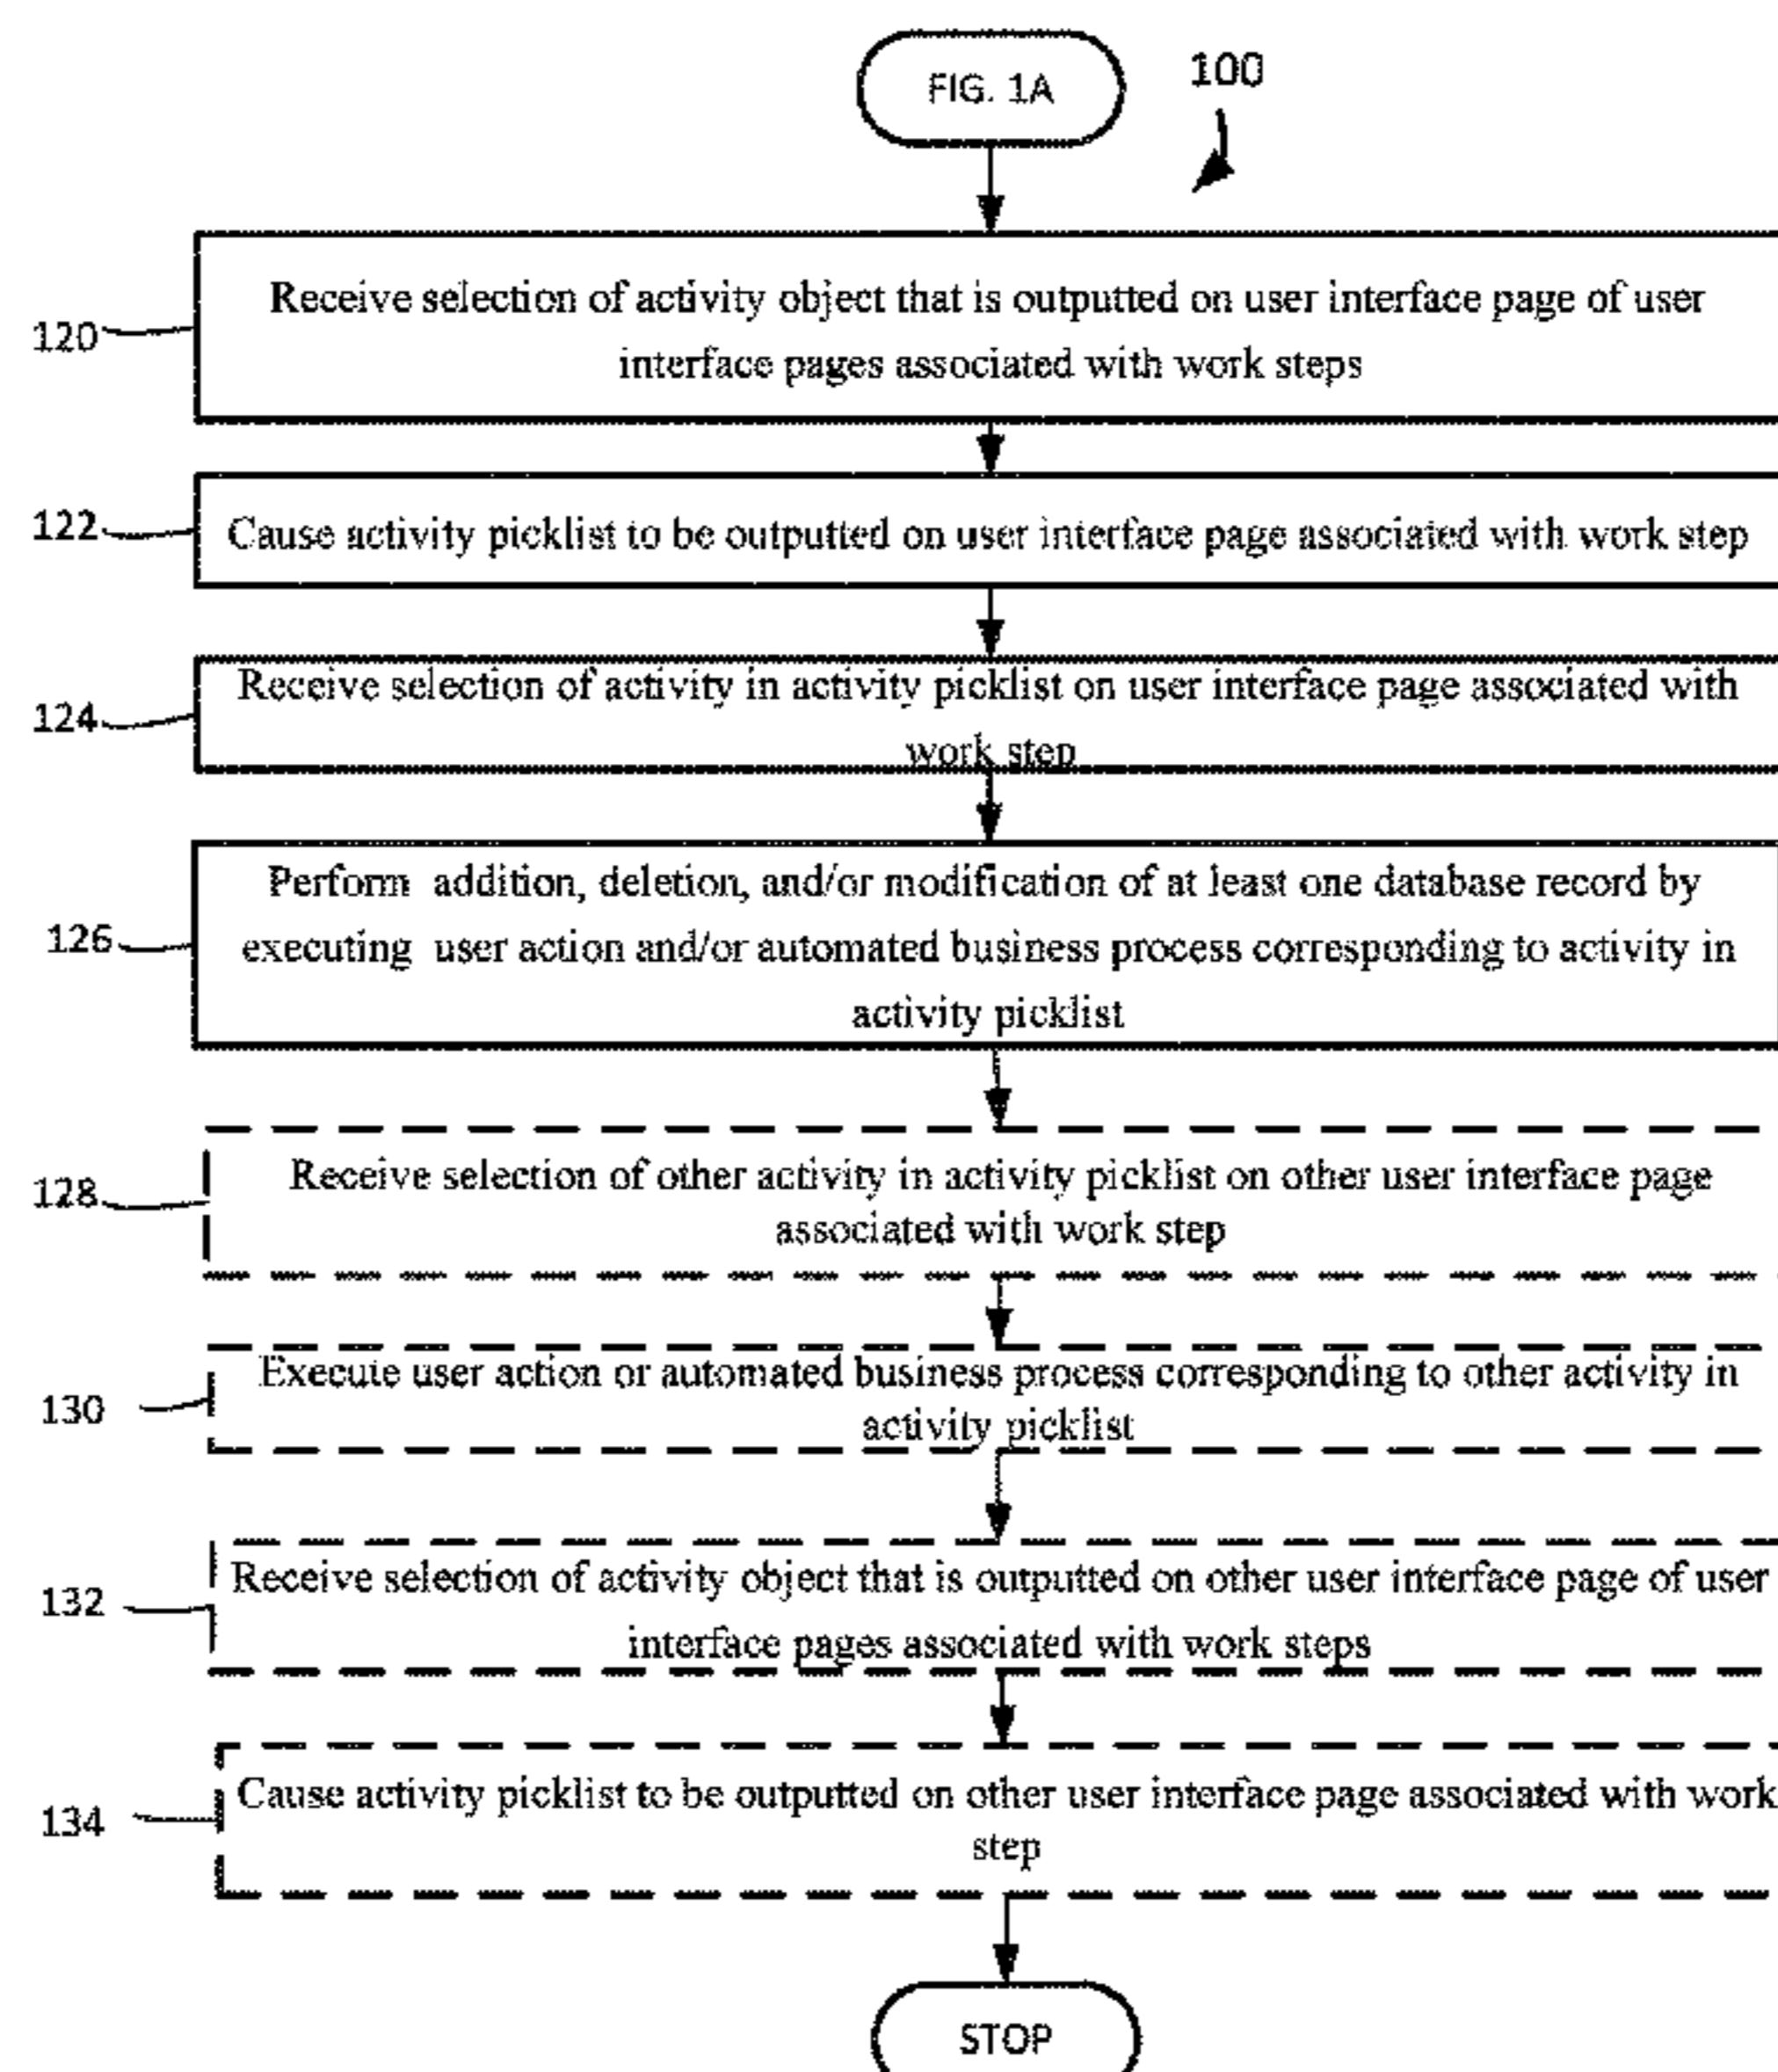 FIG. 1A
100
120
Receive selection of activity object that is outputted on user interface page of user
interface pages associated with work steps
122
Cause activity picklist to be outputted on user interface page associated with work step
124
Receive selection of activity in activity picklist on user interface page associated with
work step
126
Perform addition, deletion, and/or modification of at least one database record by
executing user action and/or automated business process corresponding to activity in
activity picklist
128
Receive selection of other activity in activity picklist on other user interface page
associated with work step
130
Execute user action or automated business process corresponding to other activity in
activity picklist
132
Receive selection of activity object that is outputted on other user interface page of user
interface pages associated with work steps
134
Cause activity picklist to be outputted on other user interface page associated with work
step
STOP